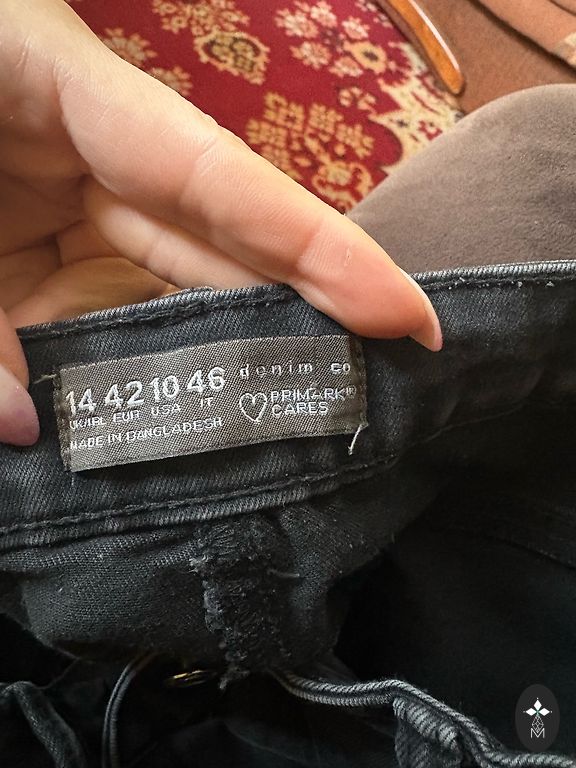 14 42 10 46 denim co
UK/IRL EUR USA IT PRIMARK®
MADE IN BANGLADESH CARES
M